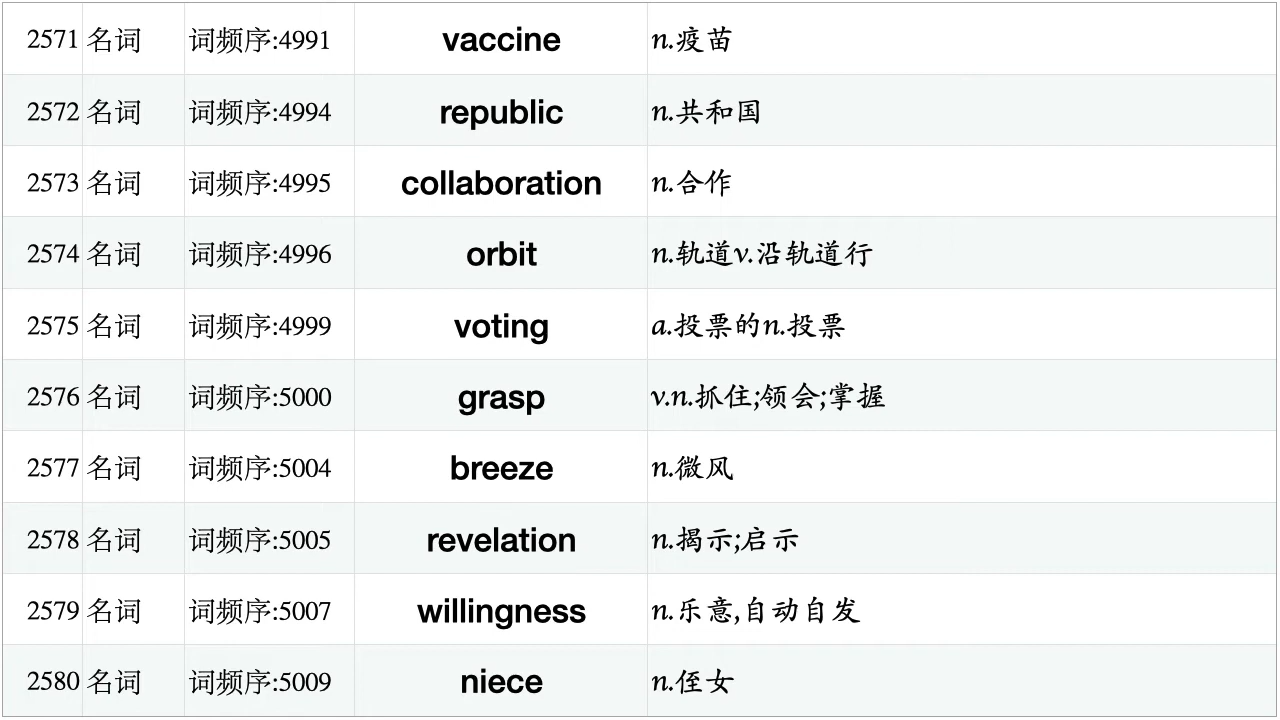 2571 名词 词频序:4991 vaccine n.疫苗
2572 名词 词频序:4994 republic n.共和国
2573 名词 词频序:4995 collaboration n.合作
2574 名词 词频序:4996 orbit n.轨道v.沿轨道行
2575 名词 词频序:4999 voting a.投票的n.投票
2576 名词 词频序:5000 grasp v.n.抓住;领会;掌握
2577 名词 词频序:5004 breeze n.微风
2578 名词 词频序:5005 revelation n.揭示;启示
2579 名词 词频序:5007 willingness n.乐意,自动自发
2580 名词 词频序:5009 niece n.侄女